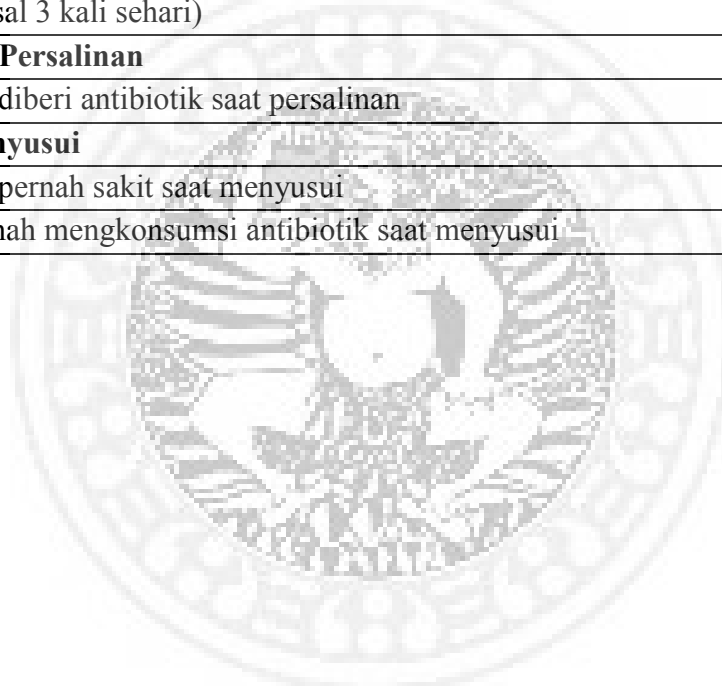 sal 3 kali sehari)
Persalinan
diberi antibiotik saat persalinan
nyusui
pernah sakit saat menyusui
nah mengkonsumsi antibiotik saat menyusui